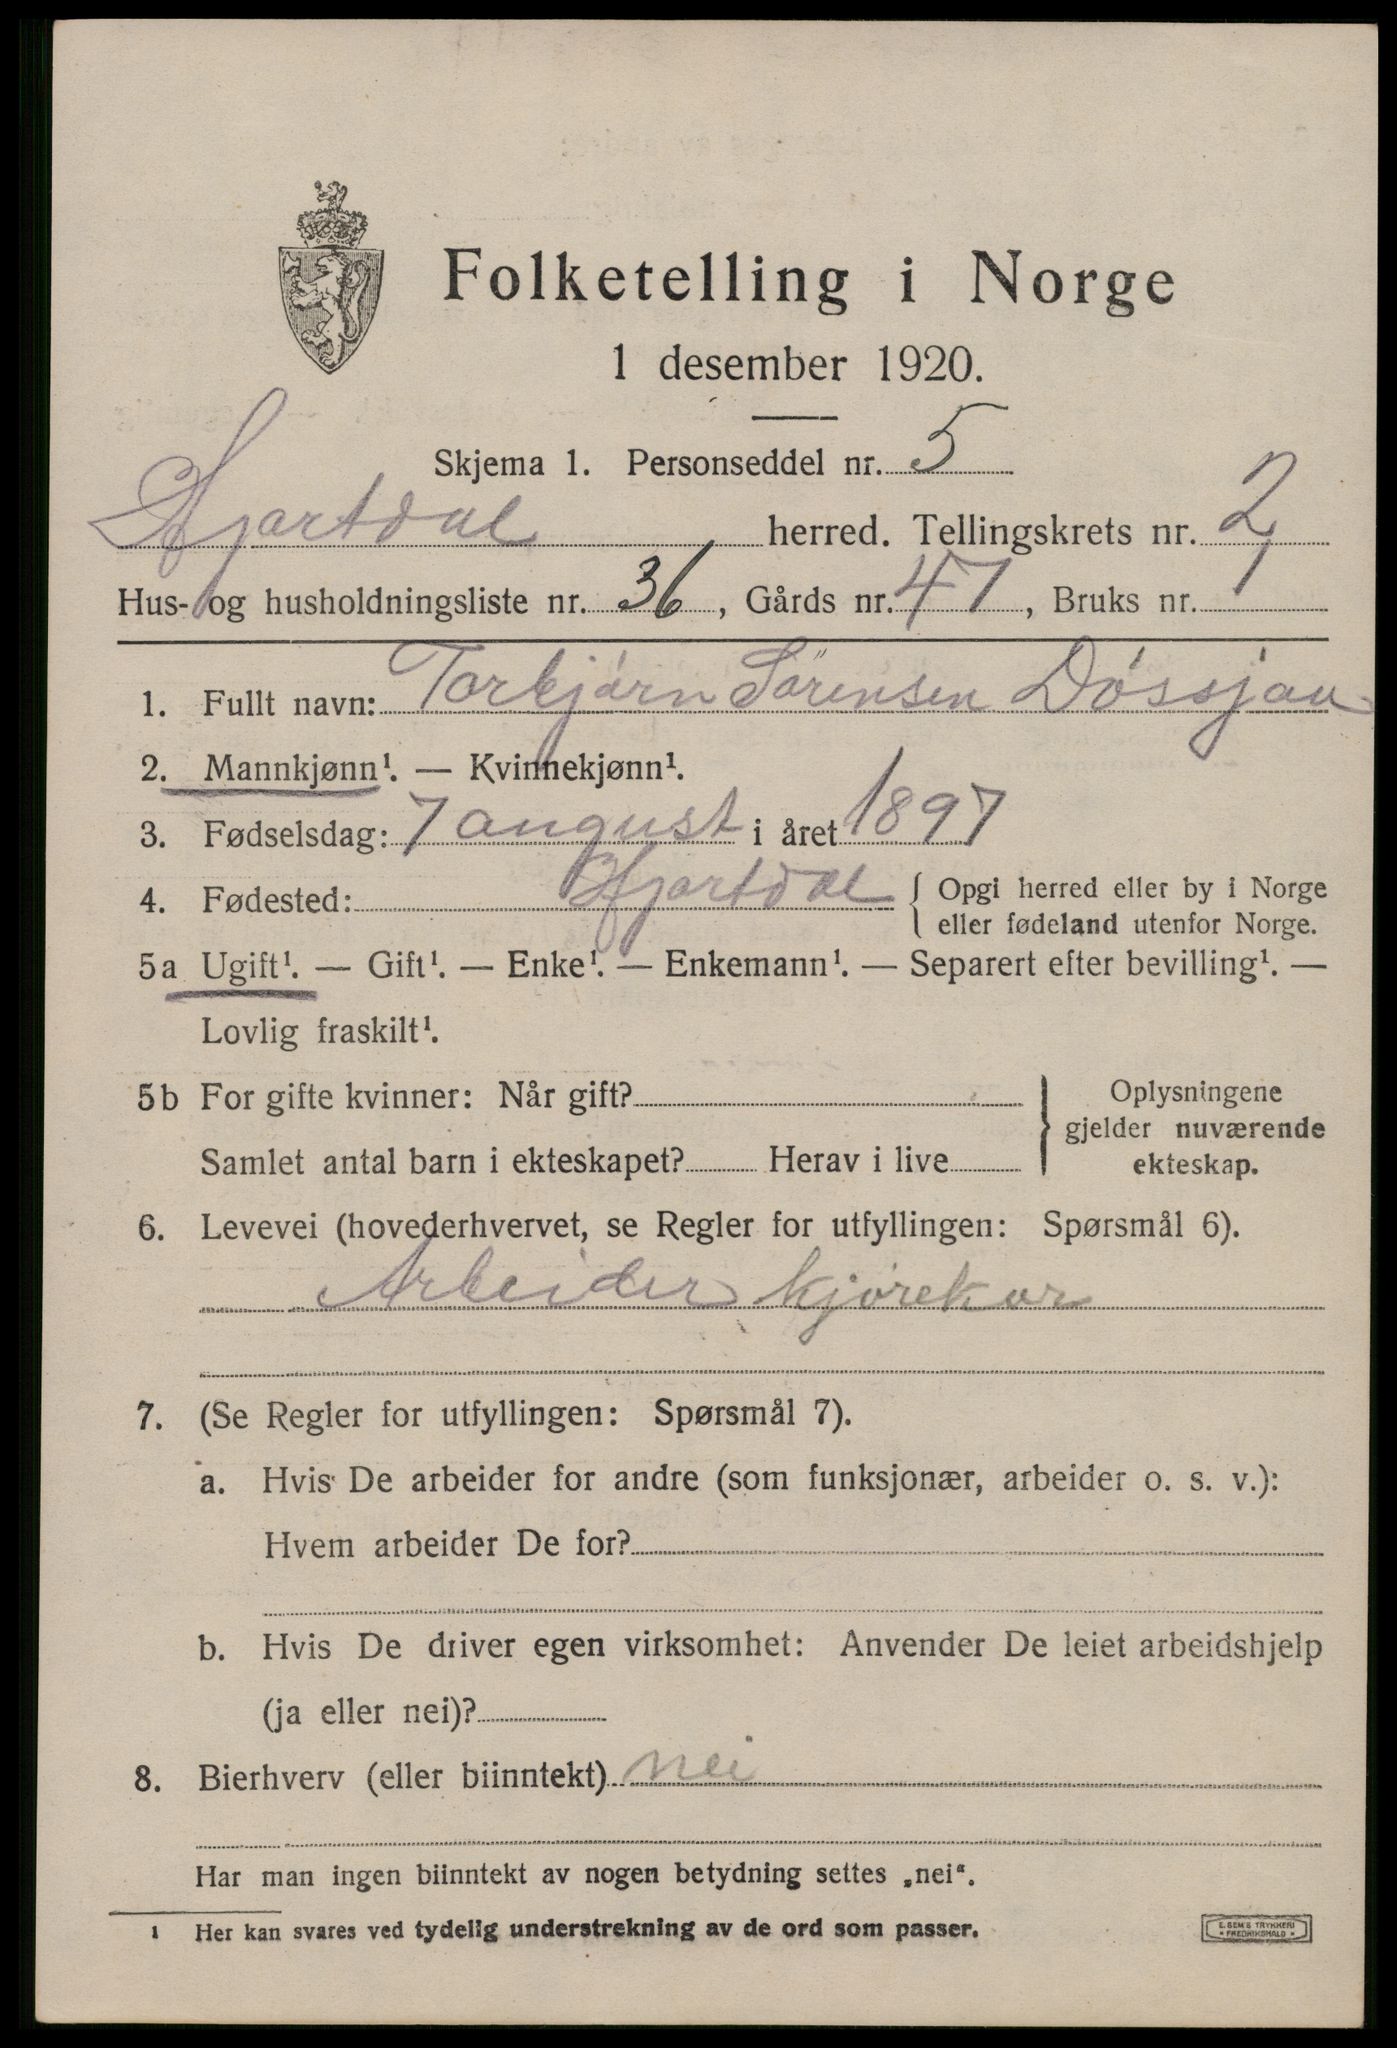 Folketelling i Norge
1 desember 1920.
Skjema 1. Personseddel nr. 5
Hjartdal herred. Tellingskrets nr. 2
Hus- og husholdningsliste nr. 36, Gårds nr. 47, Bruks nr. 1
1. Fullt navn: Torbjørn Sörensen Døssjau
2. Mannkjønn¹. — Kvinnekjønn¹.
3. Fødselsdag: 7 august i året 1897
4. Fødested: Hjartdal { Opgi herred eller by i Norge
eller fødeland utenfor Norge.
5a Ugift¹. — Gift¹. — Enke¹. — Enkemann¹. — Separert efter bevilling¹. —
Lovlig fraskilt¹.
5b For gifte kvinner: Når gift?
Samlet antal barn i ekteskapet? Herav i live
} Oplysningene
gjelder nuværende
ekteskap.
6. Levevei (hovederhvervet, se Regler for utfyllingen: Spørsmål 6).
Arbeider kjørekar
7. (Se Regler for utfyllingen: Spørsmål 7).
a. Hvis De arbeider for andre (som funksjonær, arbeider o. s. v.):
Hvem arbeider De for?
b. Hvis De driver egen virksomhet: Anvender De leiet arbeidshjelp
(ja eller nei)?
8. Bierhverv (eller biinntekt) nei
Har man ingen biinntekt av nogen betydning settes „nei“.
1 Her kan svares ved tydelig understrekning av de ord som passer.
E. SEM'S TRYKKERI
* FREDRIKSHALD *